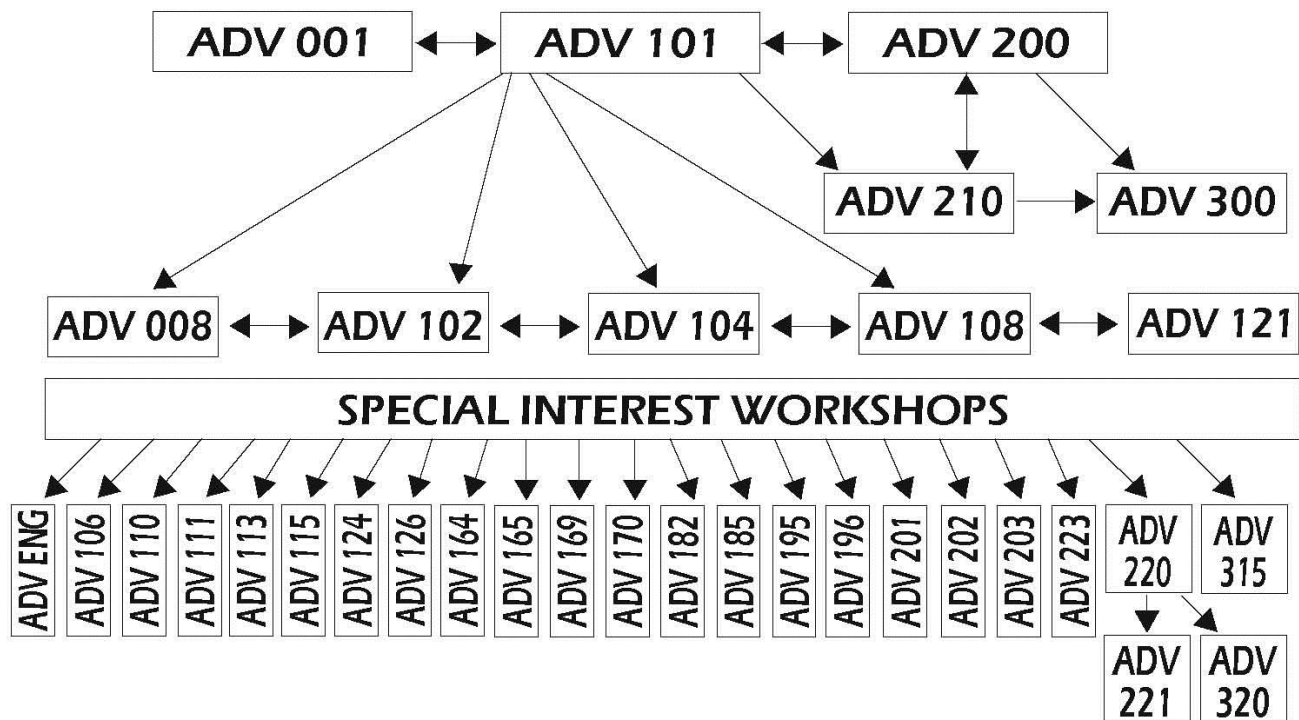 ADV 001
ADV 101
ADV 200
ADV 210
ADV 300
ADV 008
ADV 102
ADV 104
ADV 108
ADV 121
SPECIAL INTEREST WORKSHOPS
ADV ENG
ADV 106
ADV 110
ADV 111
ADV 113
ADV 115
ADV 124
ADV 126
ADV 164
ADV 165
ADV 169
ADV 170
ADV 182
ADV 185
ADV 195
ADV 196
ADV 201
ADV 202
ADV 203
ADV 223
ADV
220
ADV
315
ADV
221
ADV
320